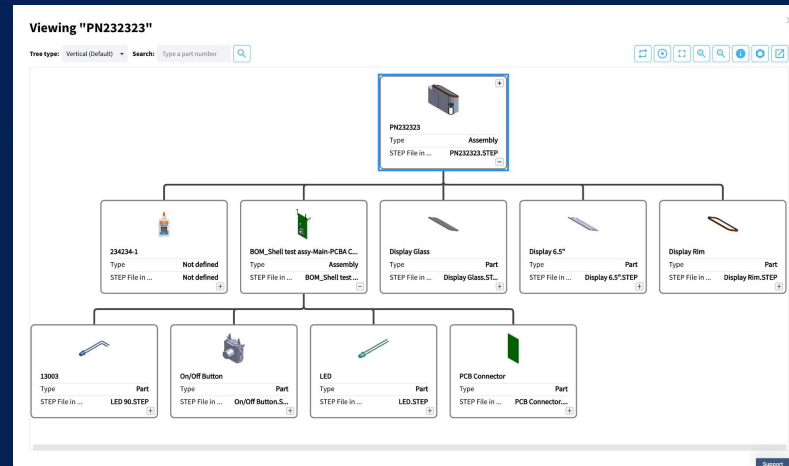 Viewing "PN232323"
Tree type: Vertical (Default) Search: Type a part number
PN232323
Type Assembly
STEP File in ... PN232323.STEP
234234-1
Type Not defined
STEP File in ... Not defined
BOM_Shell test assy-Main-PCBA C...
Type Assembly
STEP File in ... BOM_Shell test ...
Display Glass
Type Part
STEP File in ... Display Glass.ST...
Display 6.5"
Type Part
STEP File in ... Display 6.5".STEP
Display Rim
Type Part
STEP File in ... Display Rim.STEP
13003
Type Part
STEP File in ... LED 90.STEP
On/Off Button
Type Part
STEP File in ... On/Off Button.S...
LED
Type Part
STEP File in ... LED.STEP
PCB Connector
Type Part
STEP File in ... PCB Connector....
Support